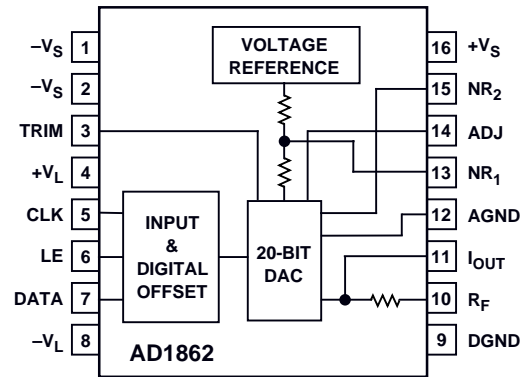 –VS 1
–VS 2
TRIM 3
+VL 4
CLK 5
LE 6
DATA 7
–VL 8
VOLTAGE
REFERENCE
INPUT
&
DIGITAL
OFFSET
20-BIT
DAC
AD1862
16 +VS
15 NR2
14 ADJ
13 NR1
12 AGND
11 IOUT
10 RF
9 DGND